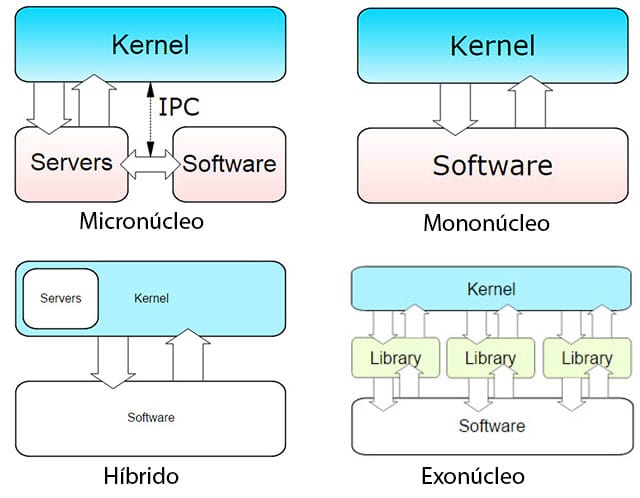 Kernel
IPC
Servers
Software
Micronúcleo
Kernel
Software
Mononúcleo
Servers
Kernel
Software
Híbrido
Kernel
Library
Library
Library
Software
Exonúcleo